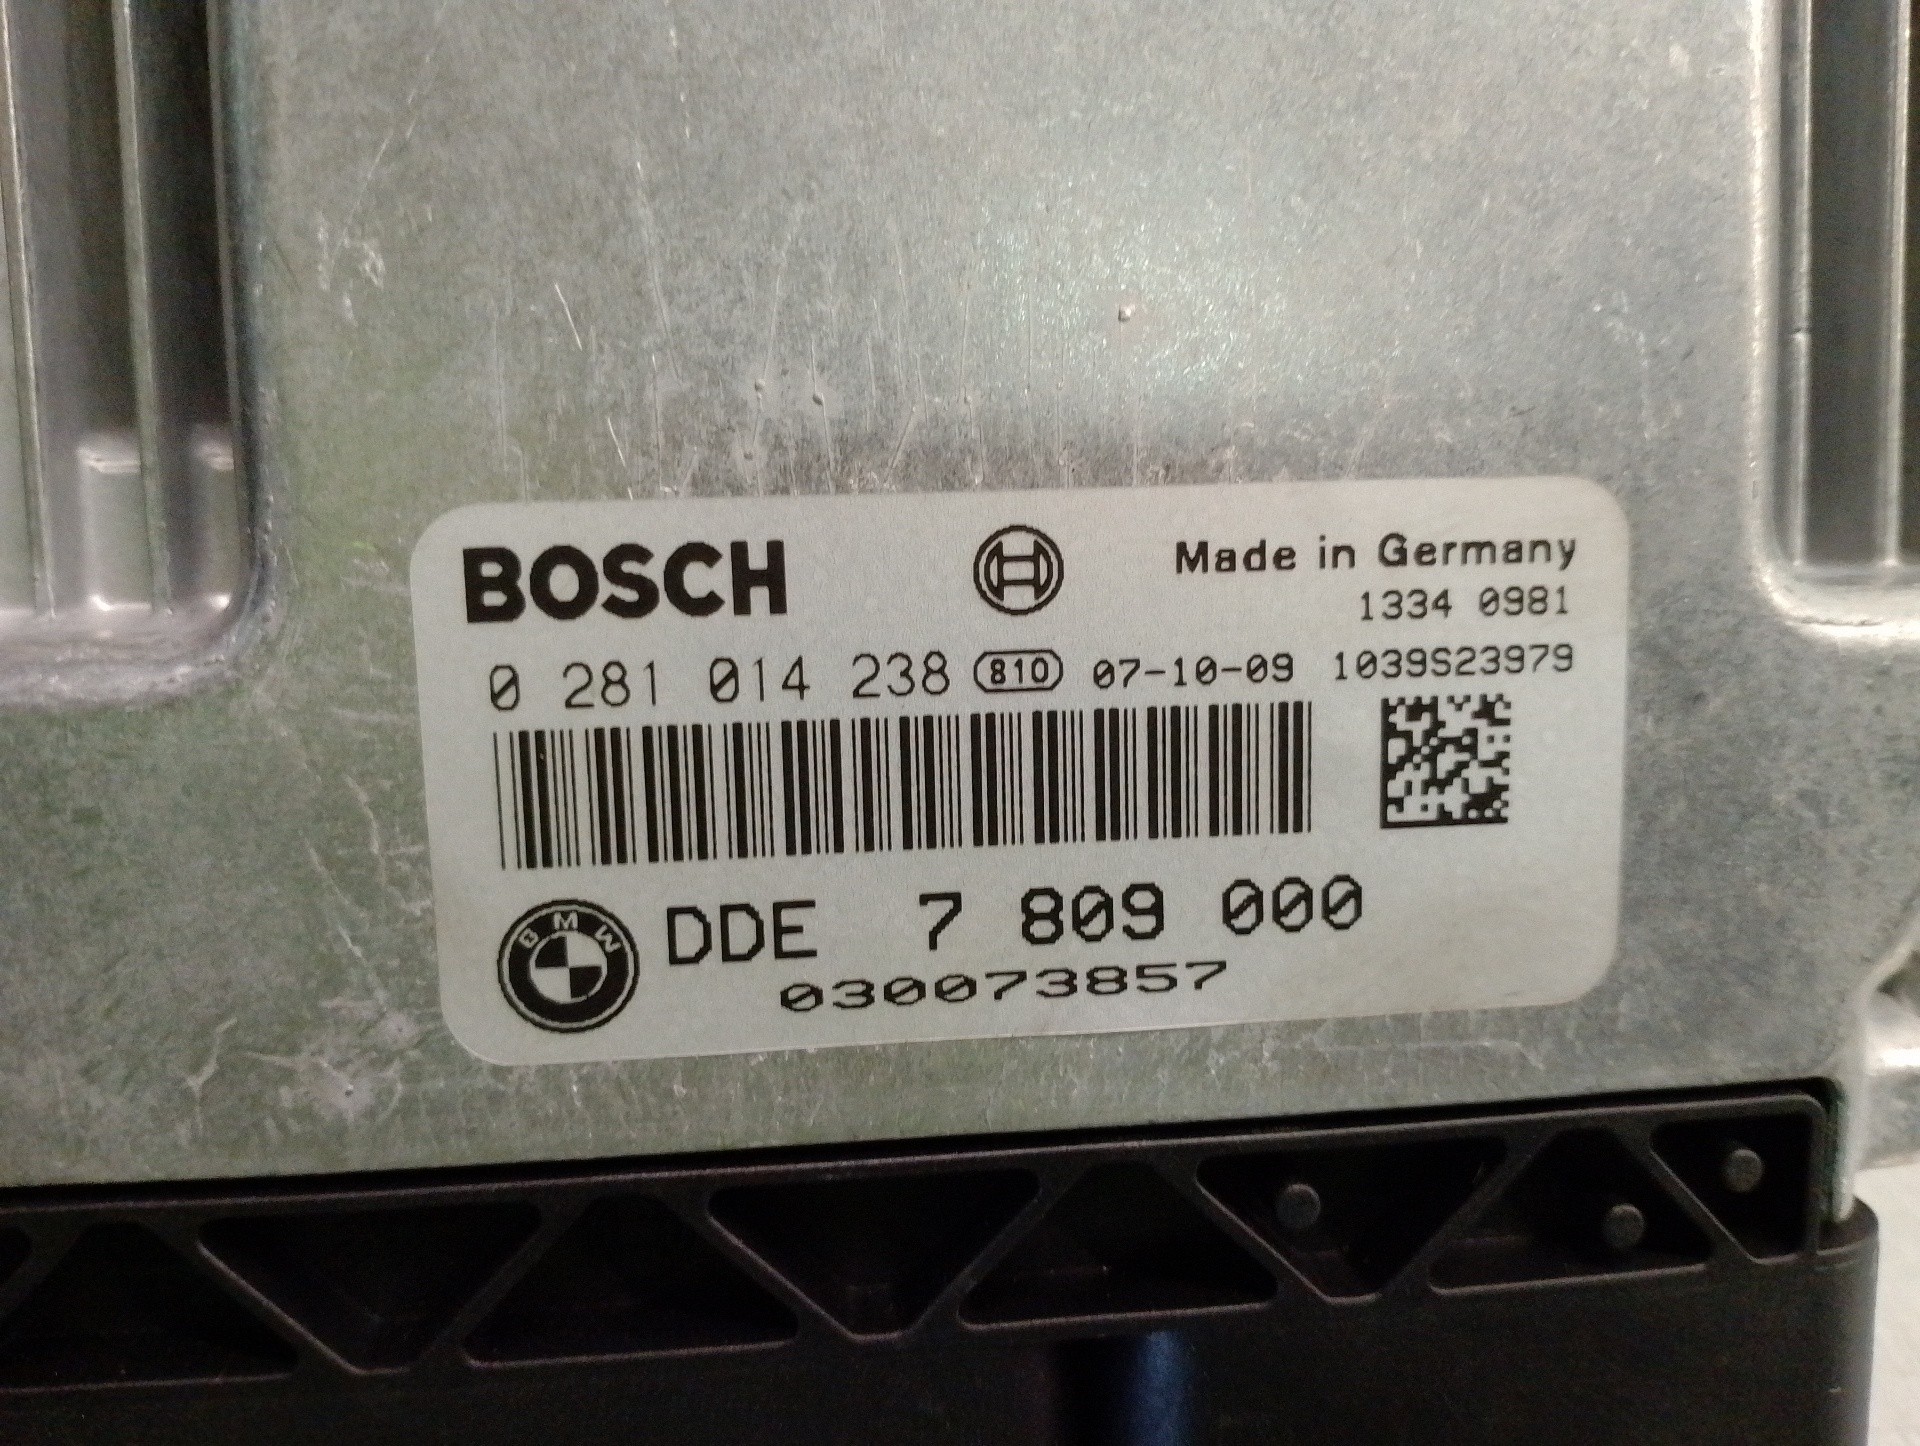 BOSCH Made in Germany
1334 0981
0 281 014 238 810 07-10-09 1039S23979
BMW DDE 7 809 000
030073857